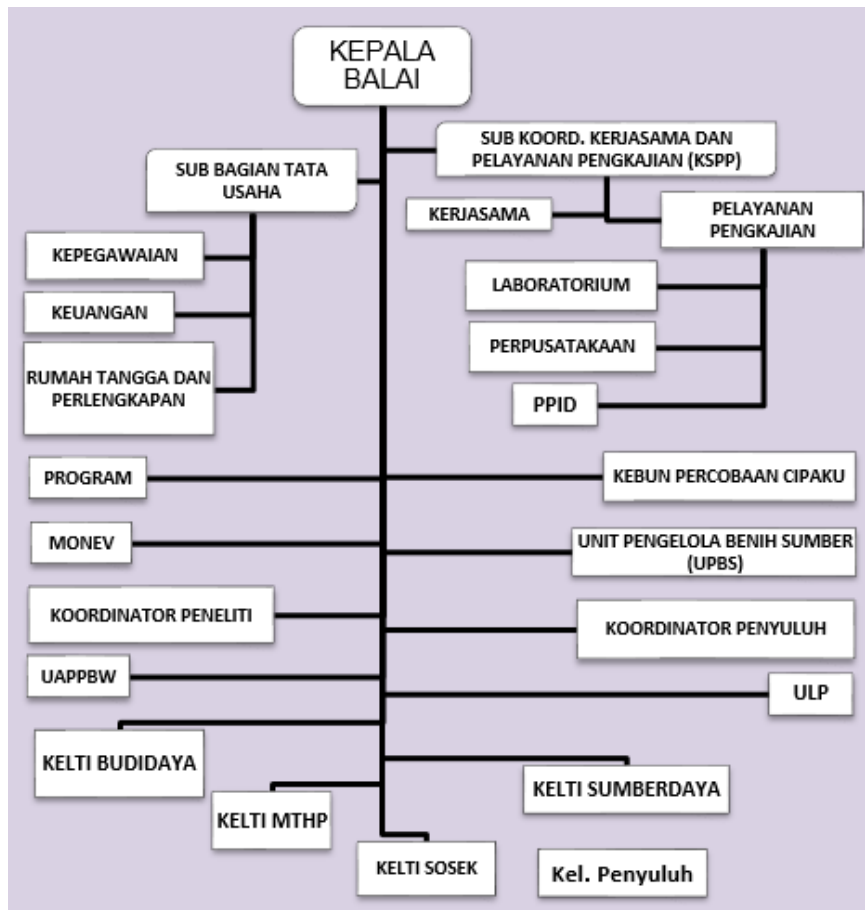 KEPALA
BALAI
SUB KOORD. KERJASAMA DAN
PELAYANAN PENGKAJIAN (KSPP)
SUB BAGIAN TATA
USAHA
KERJASAMA
PELAYANAN
PENGKAJIAN
KEPEGAWAIAN
LABORATORIUM
KEUANGAN
PERPUSATAKAAN
RUMAH TANGGA DAN
PERLENGKAPAN
PPID
PROGRAM
KEBUN PERCOBAAN CIPAKU
MONEV
UNIT PENGELOLA BENIH SUMBER
(UPBS)
KOORDINATOR PENELITI
KOORDINATOR PENYULUH
UAPPBW
ULP
KELTI BUDIDAYA
KELTI SUMBERDAYA
KELTI MTHP
KELTI SOSEK
Kel. Penyuluh